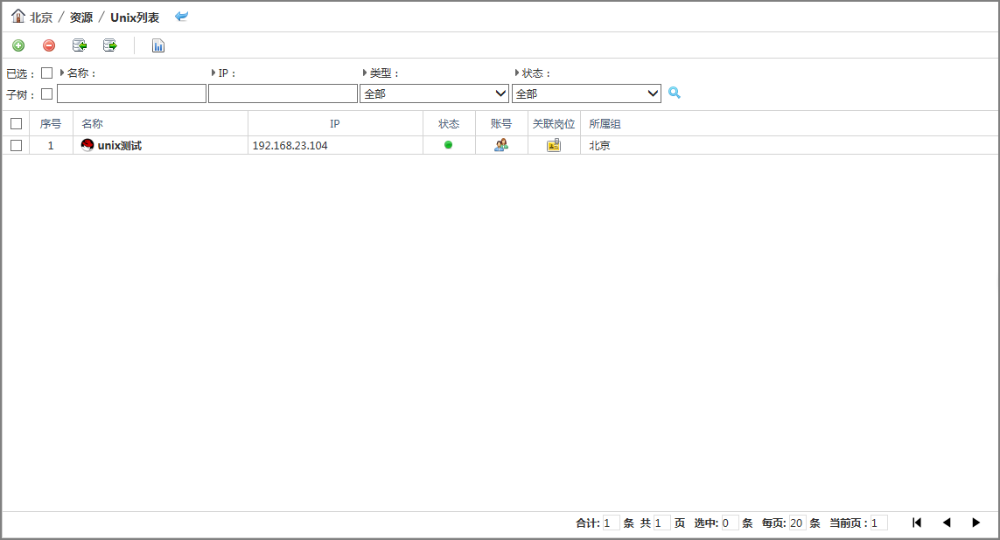 北京 / 资源 / Unix列表
已选： 名称： IP： 类型： 状态：
子树： 全部 全部
序号 名称 IP 状态 账号 关联岗位 所属组
1 unix测试 192.168.23.104 北京
合计: 1 条 共 1 页 选中: 0 条 每页: 20 条 当前页： 1